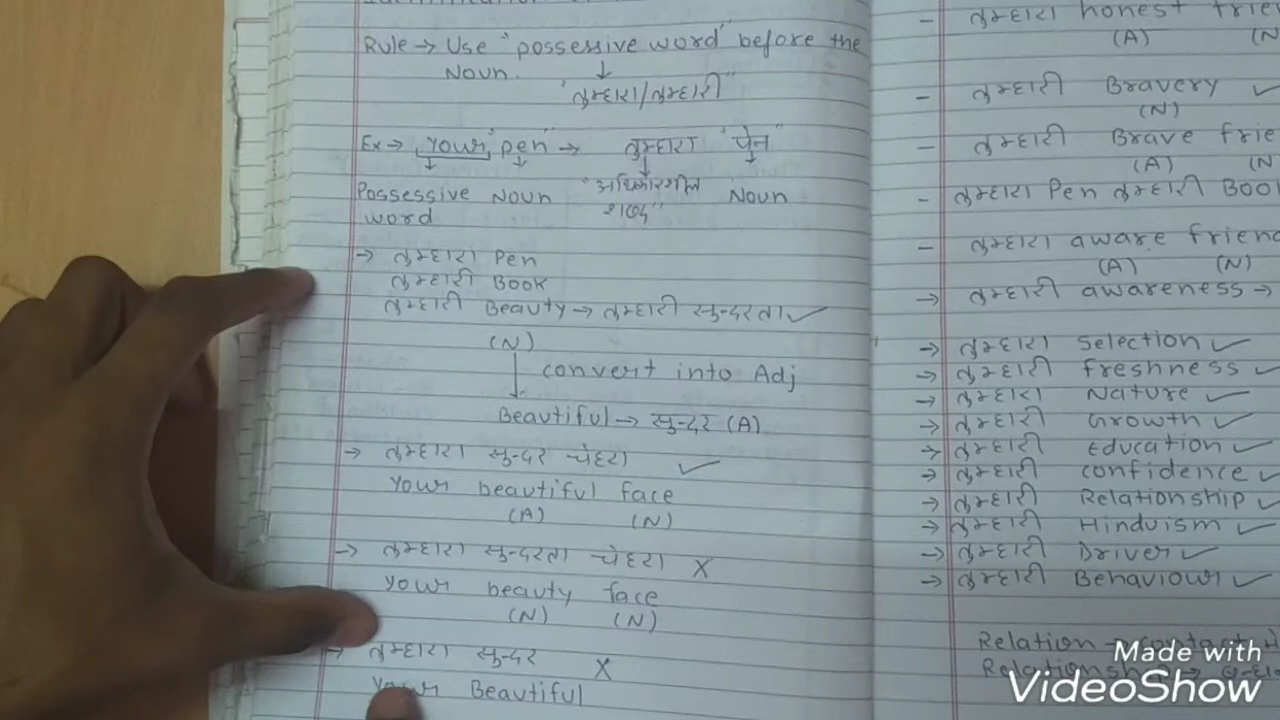 Rule → Use "possessive word" before the
Noun. ↓
"तुम्हारा/तुम्हारी"
Ex → Your "pen" → तुम्हारा "पेन"
Possessive Noun "अधिकारशील Noun
word शब्द"
→ तुम्हारा Pen
तुम्हारी Book
तुम्हारी Beauty → तुम्हारी सुन्दरता ✓
(N)
convert into Adj
Beautiful → सुन्दर (A)
→ तुम्हारा सुन्दर चेहरा ✓
Your beautiful face
(A) (N)
→ तुम्हारा सुन्दरता चेहरा X
Your beauty face
(N) (N)
→ तुम्हारा सुन्दर X
Your Beautiful
- तुम्हारा honest
(A) (N
- तुम्हारी Bravery ✓
(N)
- तुम्हारी Brave
(A) (N
- तुम्हारा Pen तुम्हारी
- तुम्हारा aware
(A) (N)
→ तुम्हारी awareness →
→ तुम्हारा selection ✓
→ तुम्हारी freshness ✓
→ तुम्हारा Nature ✓
→ तुम्हारी Growth ✓
→ तुम्हारी Education ✓
→ तुम्हारी confidence ✓
→ तुम्हारी Relationship ✓
→ तुम्हारी Hinduism ✓
→ तुम्हारी Driver ✓
→ तुम्हारी Behaviour ✓
Relation →
Made with
VideoShow